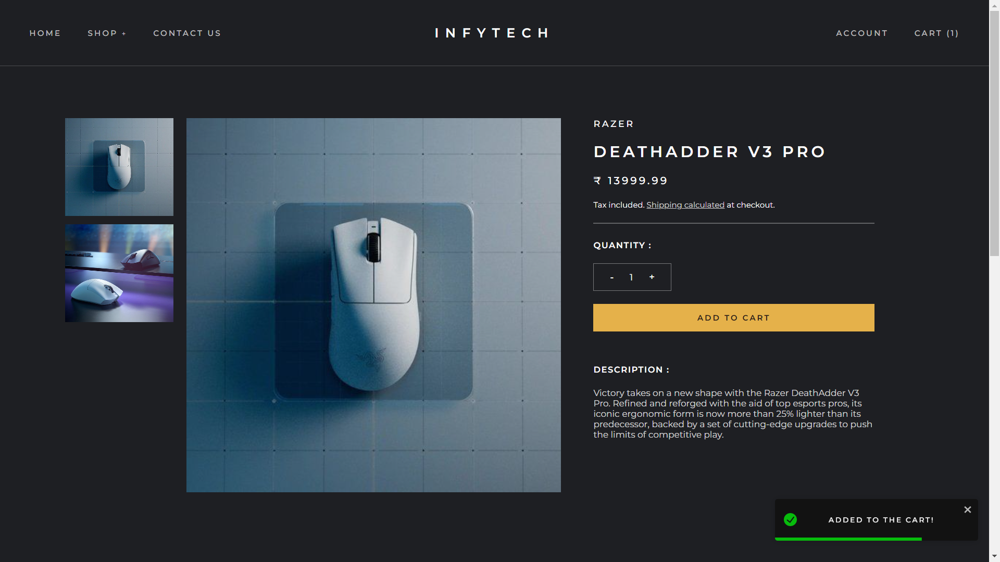 HOME
SHOP +
CONTACT US
INFYTECH
ACCOUNT
CART (1)
RAZER
DEATHADDER V3 PRO
₹ 13999.99
Tax included. Shipping calculated at checkout.
QUANTITY :
- 1 +
ADD TO CART
DESCRIPTION :
Victory takes on a new shape with the Razer DeathAdder V3
Pro. Refined and reforged with the aid of top esports pros, its
iconic ergonomic form is now more than 25% lighter than its
predecessor, backed by a set of cutting-edge upgrades to push
the limits of competitive play.
ADDED TO THE CART!